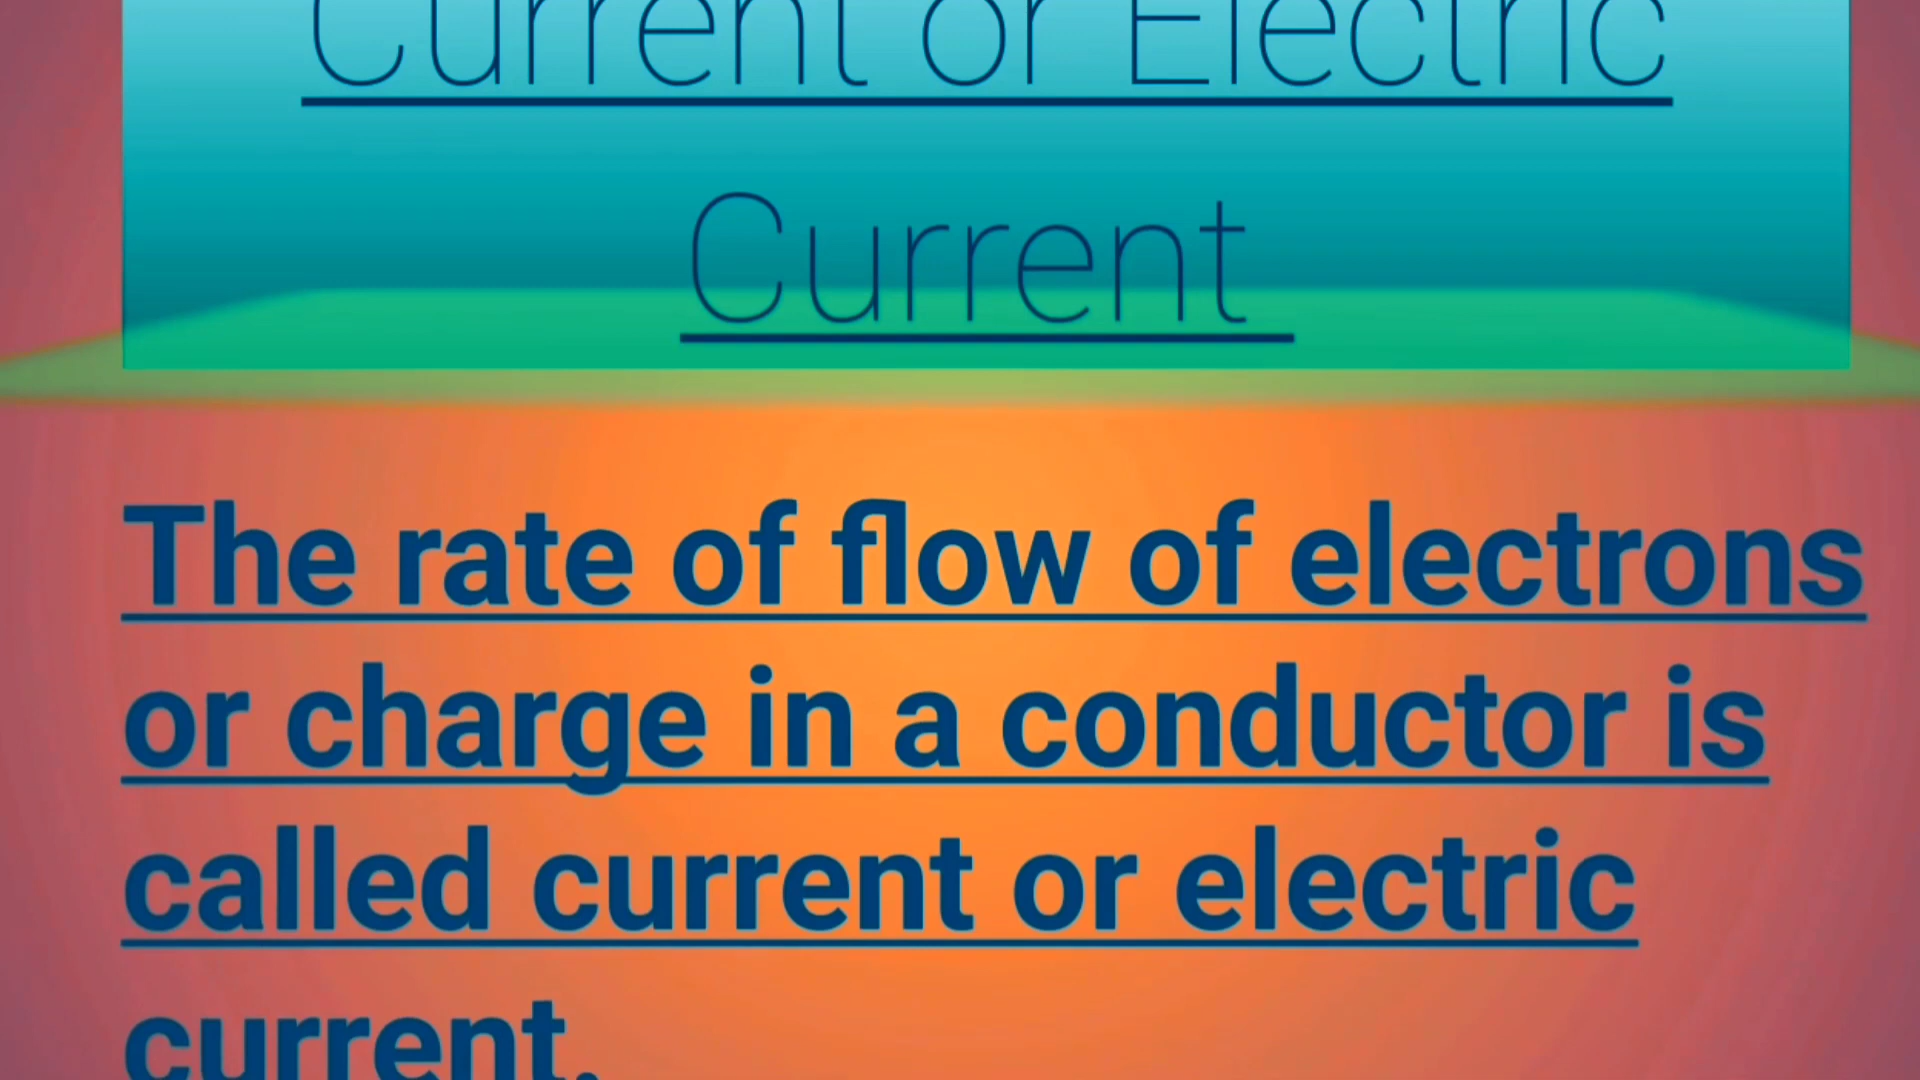 Current or Electric
Current
The rate of flow of electrons
or charge in a conductor is
called current or electric
current.